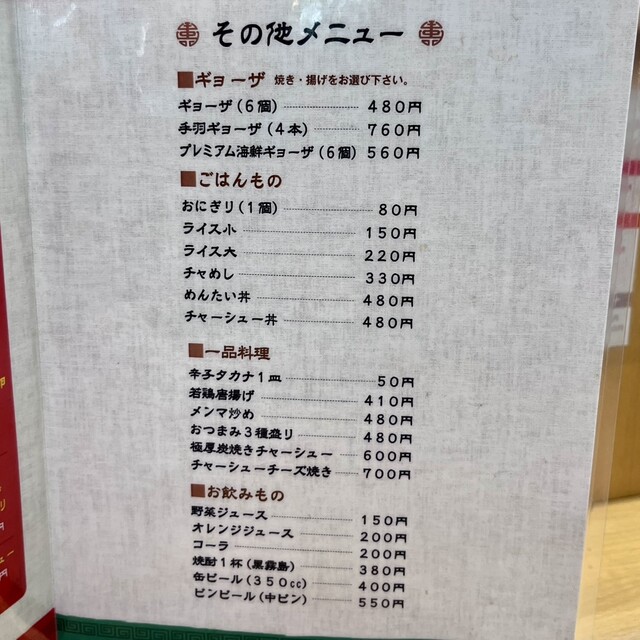 その他メニュー
■ギョーザ 焼き・揚げをお選び下さい。
ギョーザ(6個) 480円
手羽ギョーザ(4本) 760円
プレミアム海鮮ギョーザ(6個) 560円
■ごはんもの
おにぎり(1個) 80円
ライス小 150円
ライス大 220円
チャめし 330円
めんたい丼 480円
チャーシュー丼 480円
■一品料理
辛子タカナ1皿 50円
若鶏唐揚げ 410円
メンマ炒め 480円
おつまみ3種盛り 480円
極厚炭焼きチャーシュー 600円
チャーシューチーズ焼き 700円
■お飲みもの
野菜ジュース 150円
オレンジジュース 200円
コーラ 200円
焼酎1杯(黒霧島) 380円
缶ビール(350cc) 400円
ビンビール(中ビン) 550円